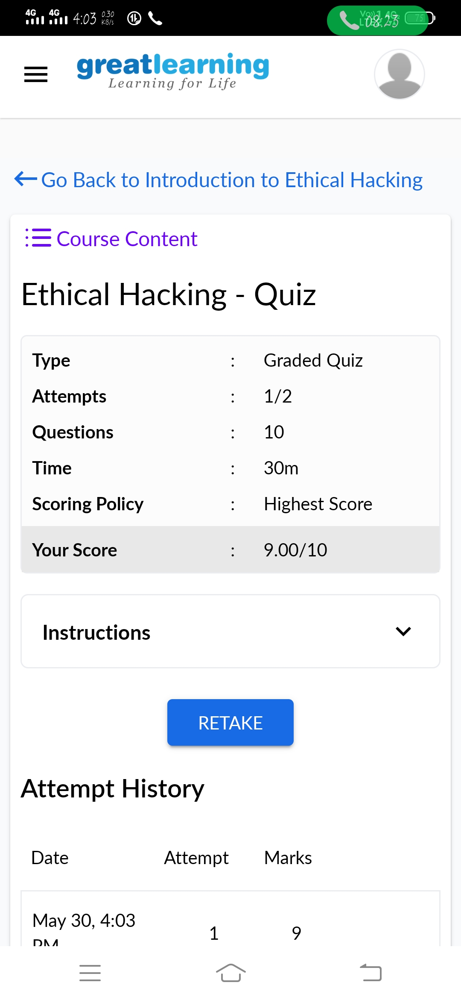 4G 4G 4:03 0.30 KB/s 08:23 75
greatlearning
Learning for Life
Go Back to Introduction to Ethical Hacking
Course Content
Ethical Hacking - Quiz
Type : Graded Quiz
Attempts : 1/2
Questions : 10
Time : 30m
Scoring Policy : Highest Score
Your Score : 9.00/10
Instructions
RETAKE
Attempt History
Date Attempt Marks
May 30, 4:03 PM 1 9